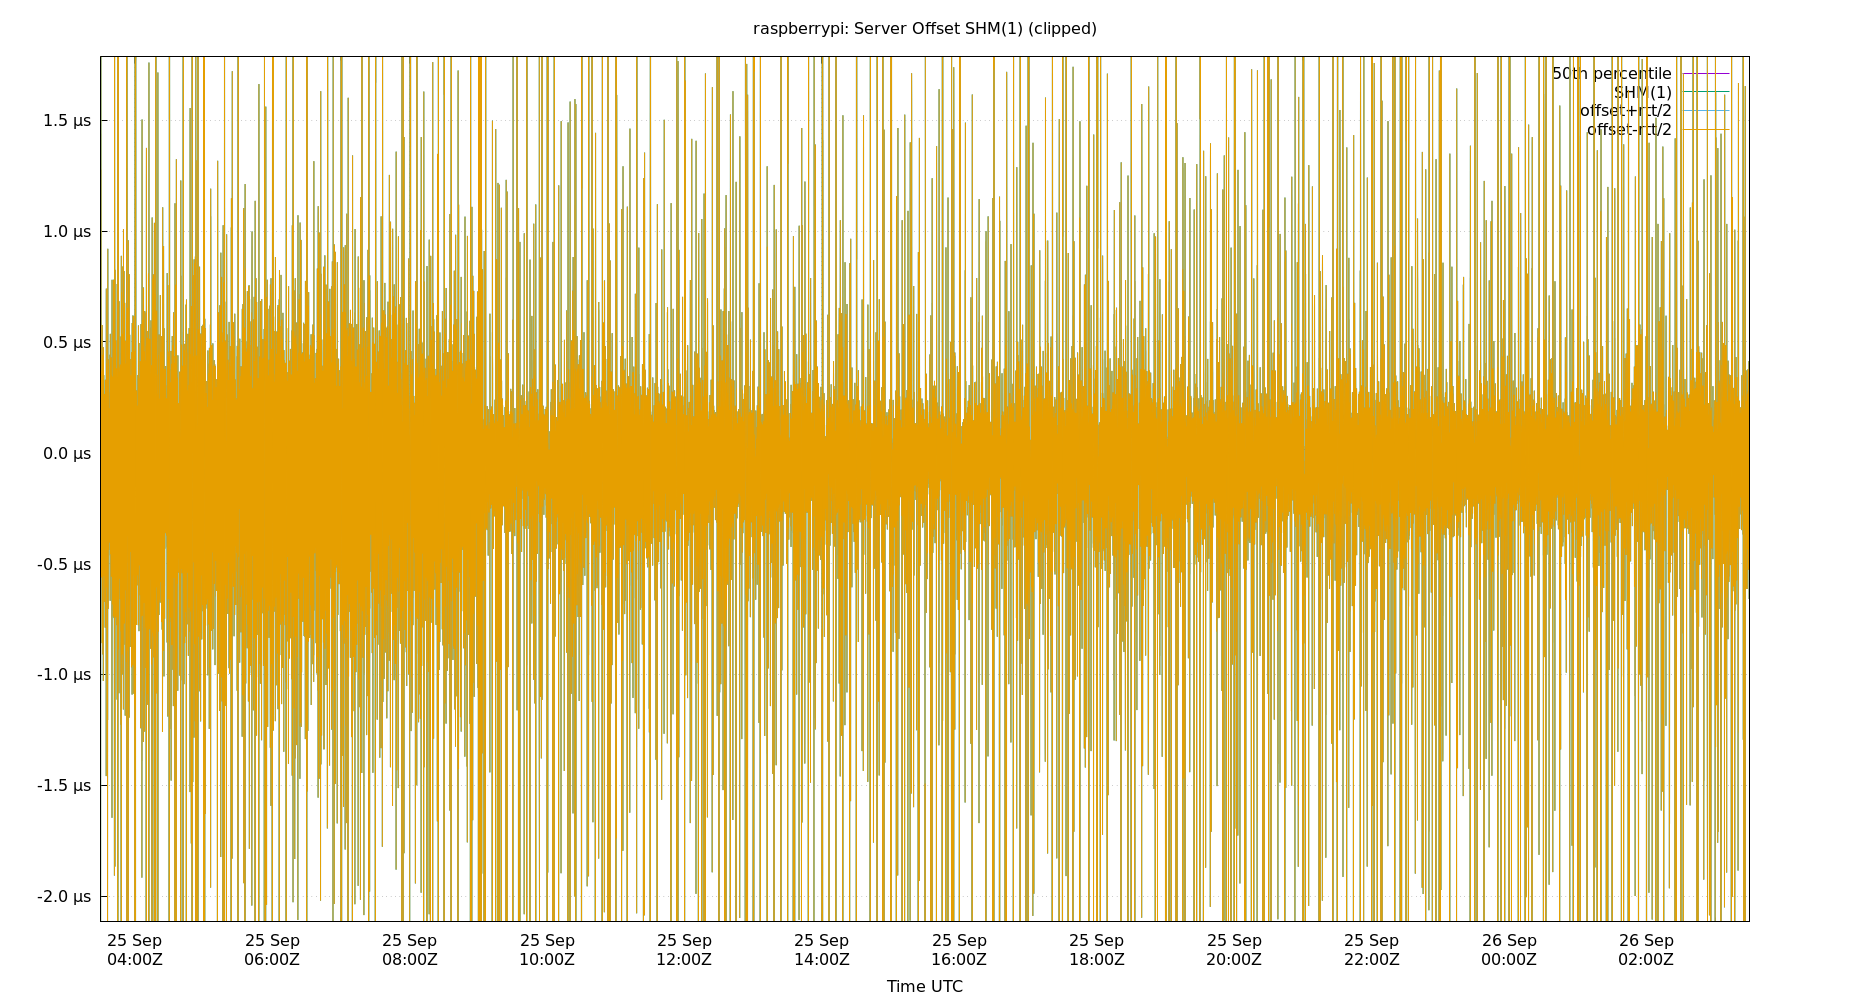 raspberrypi: Server Offset SHM(1) (clipped)
50th percentile
SHM(1)
offset+rtt/2
offset-rtt/2
1.5 μs
1.0 μs
0.5 μs
0.0 μs
-0.5 μs
-1.0 μs
-1.5 μs
-2.0 μs
25 Sep 25 Sep 25 Sep 25 Sep 25 Sep 25 Sep 25 Sep 25 Sep 25 Sep 25 Sep 26 Sep 26 Sep
04:00Z 06:00Z 08:00Z 10:00Z 12:00Z 14:00Z 16:00Z 18:00Z 20:00Z 22:00Z 00:00Z 02:00Z
Time UTC